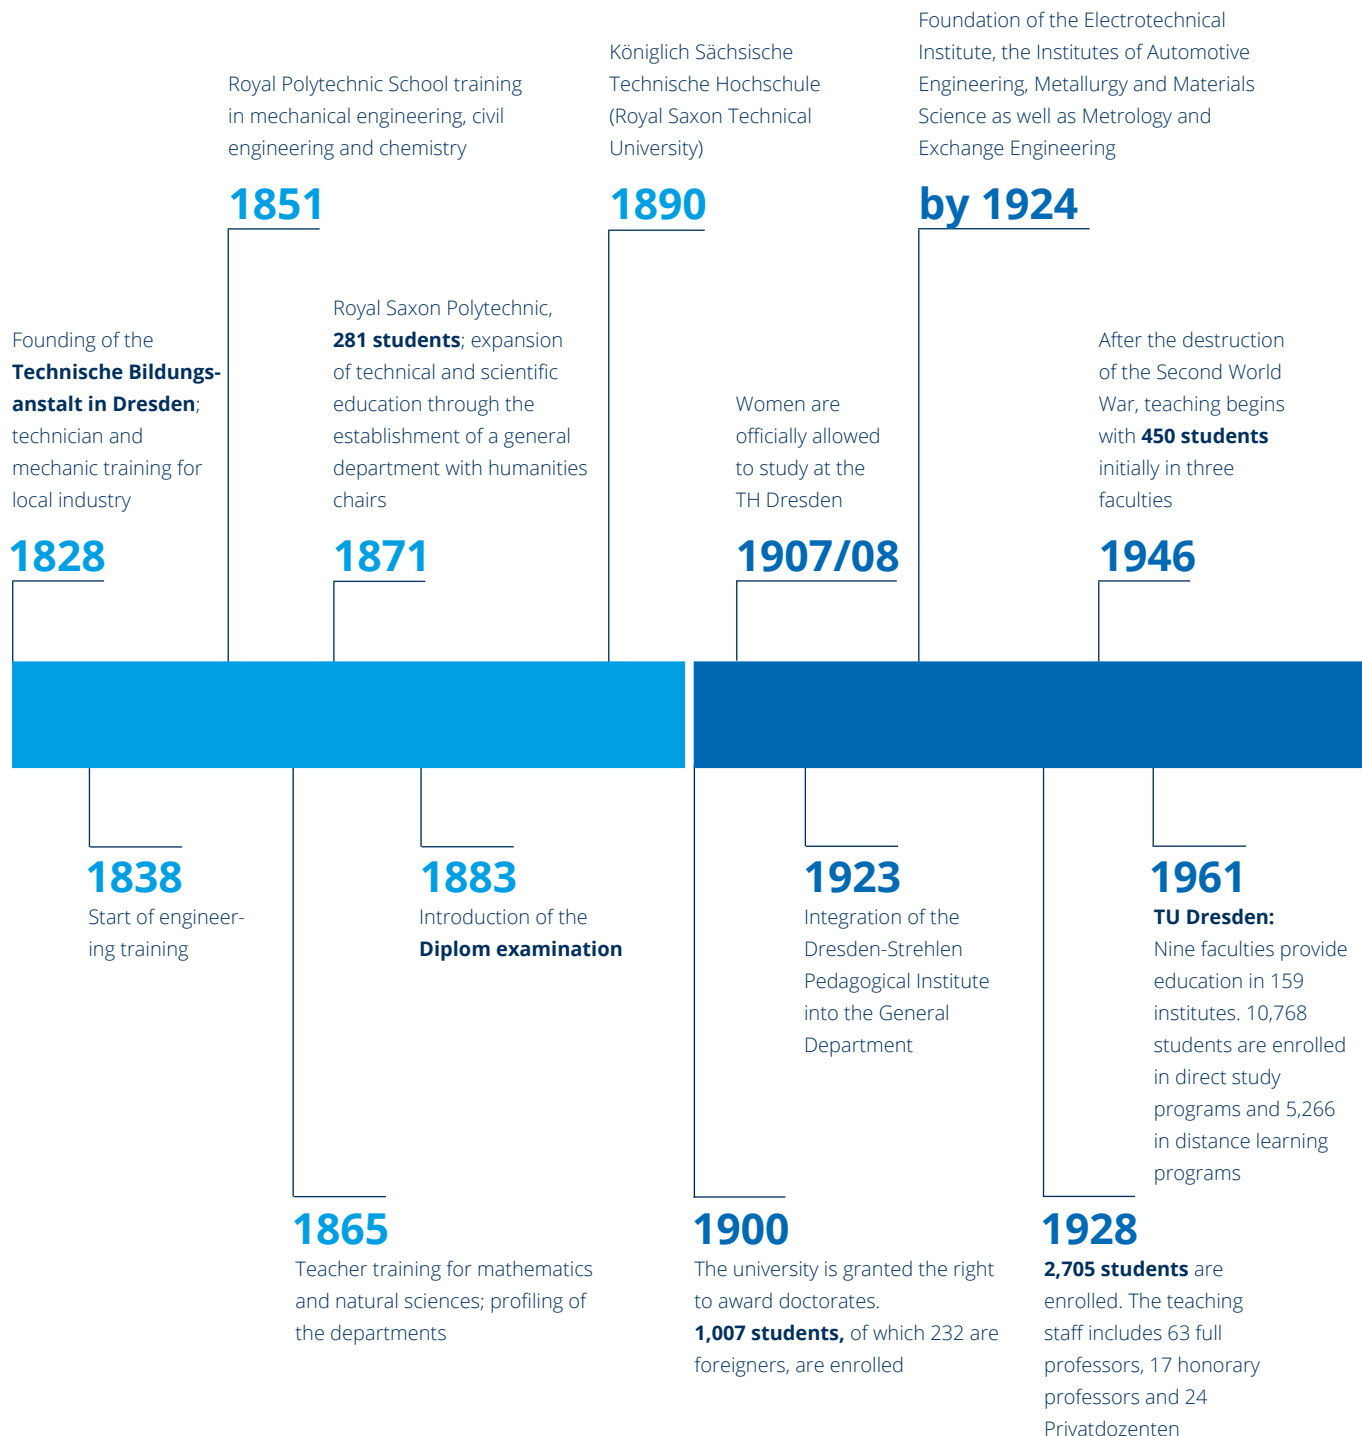 Founding of the
Technische Bildungs-
anstalt in Dresden;
technician and
mechanic training for
local industry
1828
Start of engineer-
ing training
1838
Royal Polytechnic School training
in mechanical engineering, civil
engineering and chemistry
1851
1865
Teacher training for mathematics
and natural sciences; profiling of
the departments
Royal Saxon Polytechnic,
281 students; expansion
of technical and scientific
education through the
establishment of a general
department with humanities
chairs
1871
1883
Introduction of the
Diplom examination
Königlich Sächsische
Technische Hochschule
(Royal Saxon Technical
University)
1890
1900
The university is granted the right
to award doctorates.
1,007 students, of which 232 are
foreigners, are enrolled
Women are
officially allowed
to study at the
TH Dresden
1907/08
1923
Integration of the
Dresden-Strehlen
Pedagogical Institute
into the General
Department
Foundation of the Electrotechnical
Institute, the Institutes of Automotive
Engineering, Metallurgy and Materials
Science as well as Metrology and
Exchange Engineering
by 1924
1928
2,705 students are
enrolled. The teaching
staff includes 63 full
professors, 17 honorary
professors and 24
Privatdozenten
After the destruction
of the Second World
War, teaching begins
with 450 students
initially in three
faculties
1946
1961
TU Dresden:
Nine faculties provide
education in 159
institutes. 10,768
students are enrolled
in direct study
programs and 5,266
in distance learning
programs